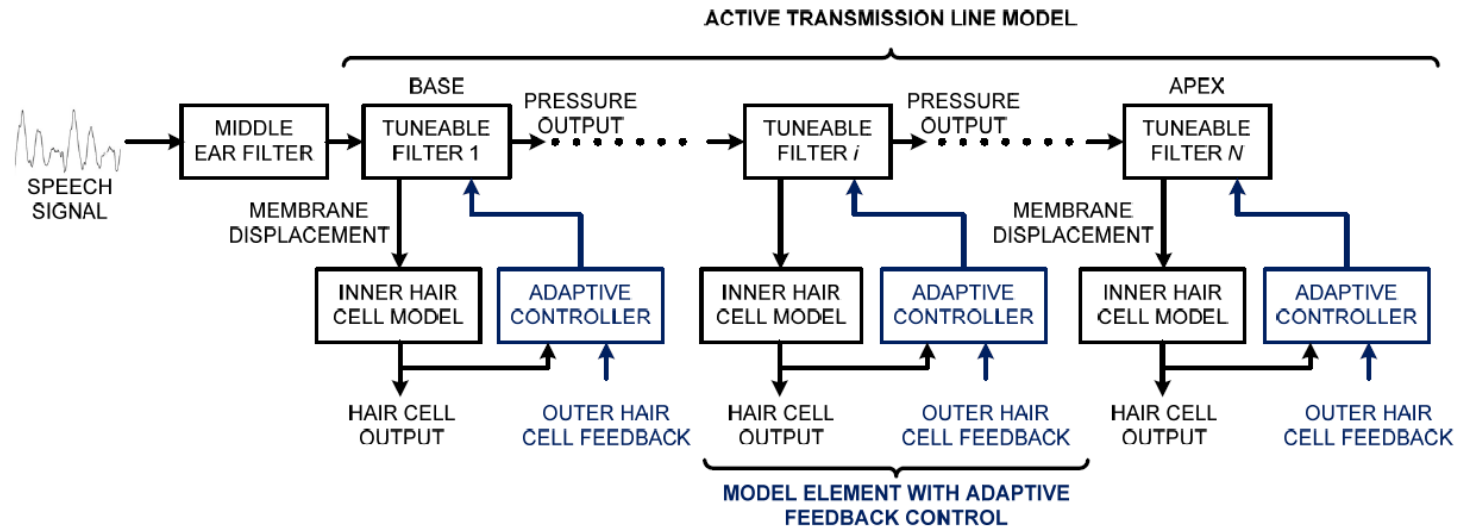 ACTIVE TRANSMISSION LINE MODEL
BASE
APEX
PRESSURE
OUTPUT
PRESSURE
OUTPUT
SPEECH
SIGNAL
MIDDLE
EAR FILTER
TUNEABLE
FILTER 1
TUNEABLE
FILTER i
TUNEABLE
FILTER N
MEMBRANE
DISPLACEMENT
MEMBRANE
DISPLACEMENT
INNER HAIR
CELL MODEL
ADAPTIVE
CONTROLLER
INNER HAIR
CELL MODEL
ADAPTIVE
CONTROLLER
INNER HAIR
CELL MODEL
ADAPTIVE
CONTROLLER
HAIR CELL
OUTPUT
OUTER HAIR
CELL FEEDBACK
HAIR CELL
OUTPUT
OUTER HAIR
CELL FEEDBACK
HAIR CELL
OUTPUT
OUTER HAIR
CELL FEEDBACK
MODEL ELEMENT WITH ADAPTIVE
FEEDBACK CONTROL